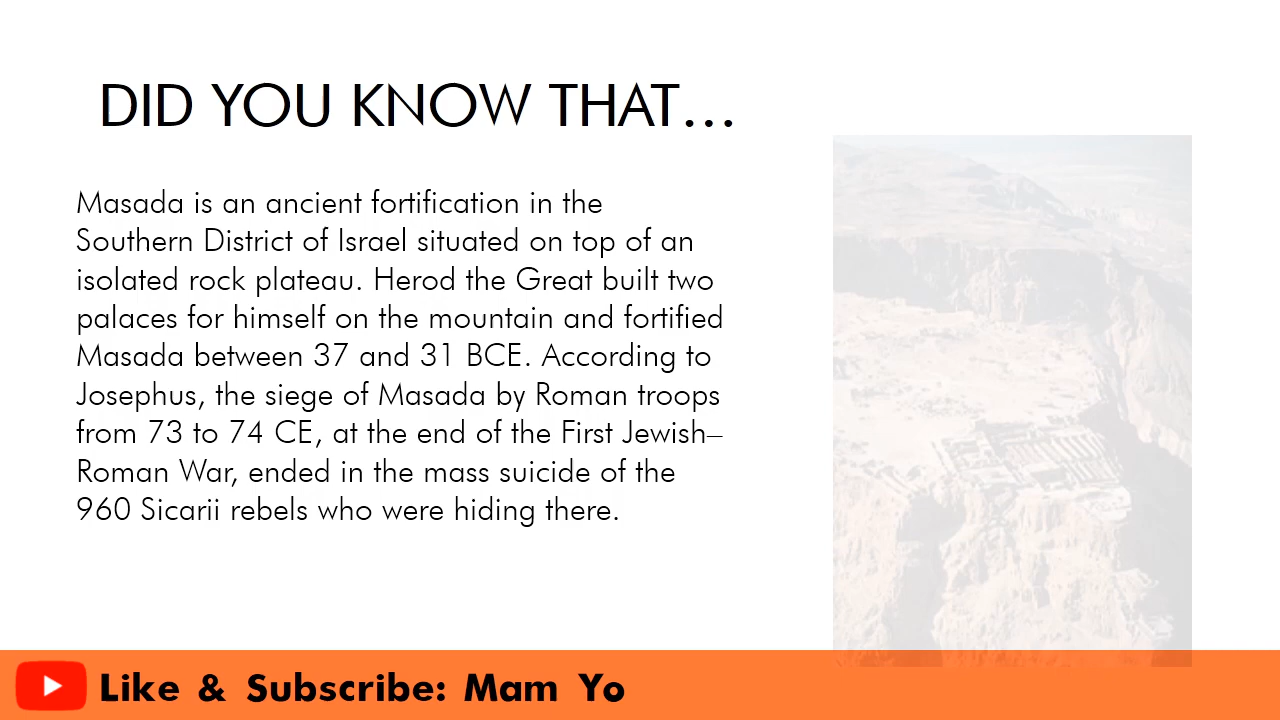 DID YOU KNOW THAT…
Masada is an ancient fortification in the
Southern District of Israel situated on top of an
isolated rock plateau. Herod the Great built two
palaces for himself on the mountain and fortified
Masada between 37 and 31 BCE. According to
Josephus, the siege of Masada by Roman troops
from 73 to 74 CE, at the end of the First Jewish–
Roman War, ended in the mass suicide of the
960 Sicarii rebels who were hiding there.
Like & Subscribe: Mam Yo